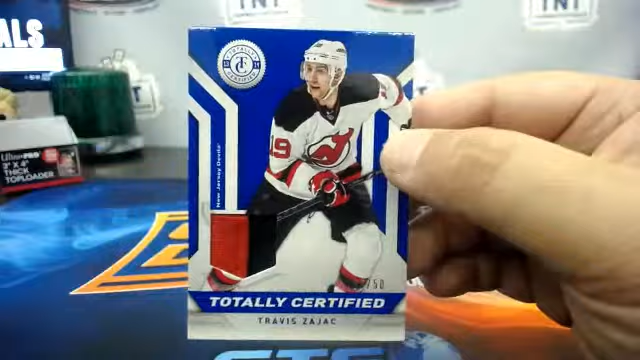 ALS
TNT
TNT
TOTALLY
TC
CERTIFIED
19
New Jersey Devils
/50
TOTALLY CERTIFIED
TRAVIS ZAJAC
Ultra PRO
3" X 4"
THICK
TOPLOADER